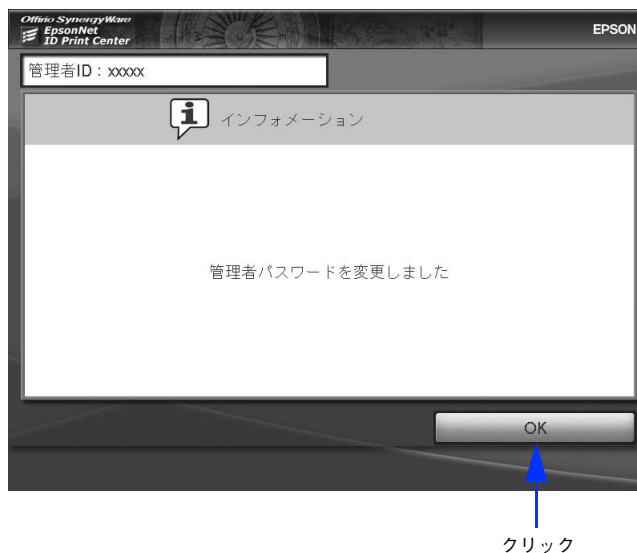 Offirio SynergyWare
EpsonNet
ID Print Center
EPSON
管理者ID：xxxxx
インフォメーション
管理者パスワードを変更しました
OK
クリック